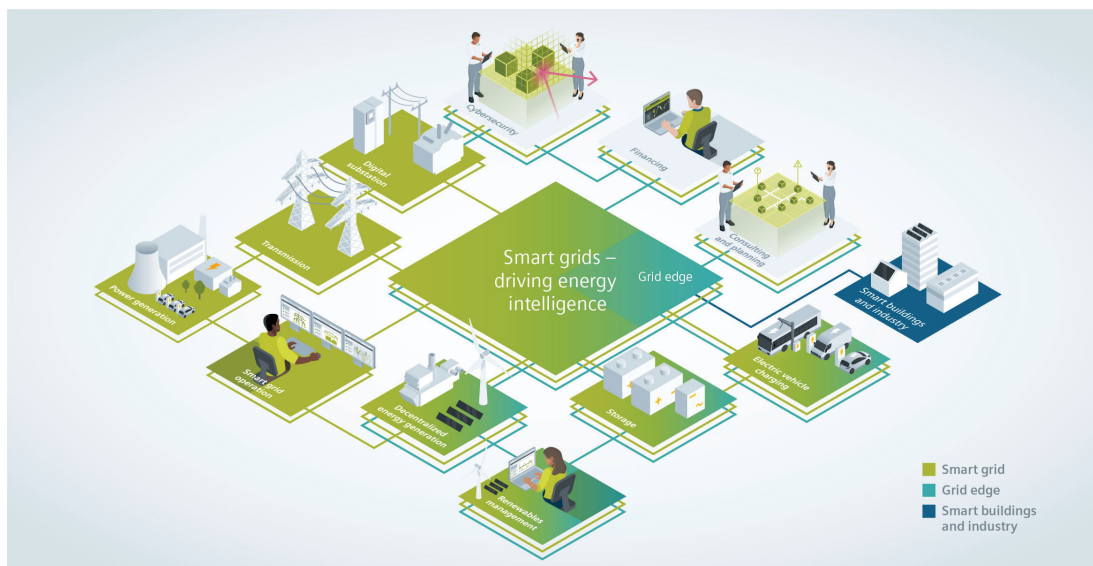 Cybersecurity
Financing
Digital
substation
Consulting
and planning
Transmission
Smart grids –
driving energy
intelligence
Grid edge
Smart buildings
and industry
Power generation
Smart grid
operation
Electric vehicle
charging
Decentralized
energy generation
Storage
Renewables
management
Smart grid
Grid edge
Smart buildings
and industry